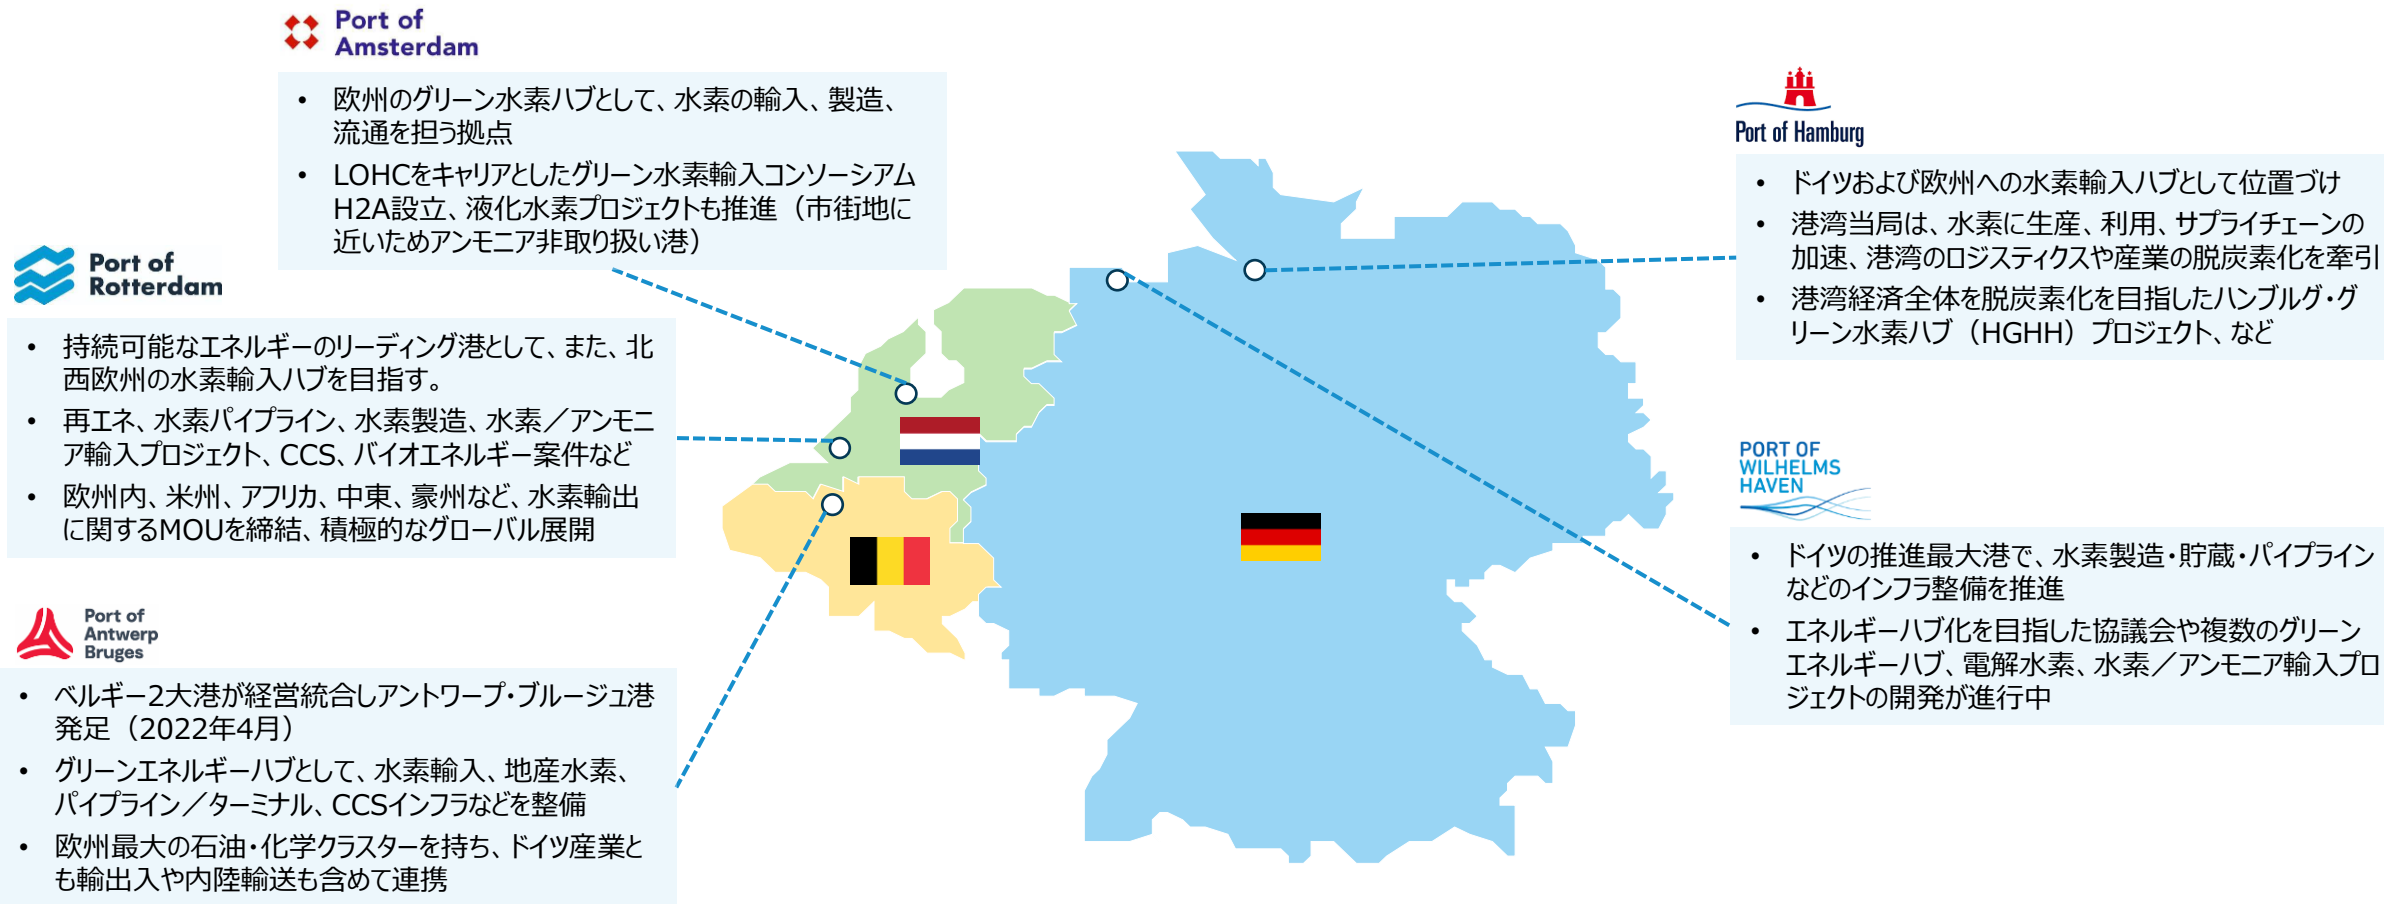 Port of
Amsterdam
• 欧州のグリーン水素ハブとして、水素の輸入、製造、
流通を担う拠点
• LOHCをキャリアとしたグリーン水素輸入コンソーシアム
H2A設立、液化水素プロジェクトも推進（市街地に
近いためアンモニア非取り扱い港）
Port of
Rotterdam
• 持続可能なエネルギーのリーディング港として、また、北
西欧州の水素輸入ハブを目指す。
• 再エネ、水素パイプライン、水素製造、水素／アンモニ
ア輸入プロジェクト、CCS、バイオエネルギー案件など
• 欧州内、米州、アフリカ、中東、豪州など、水素輸出
に関するMOUを締結、積極的なグローバル展開
Port of
Antwerp
Bruges
• ベルギー2大港が経営統合しアントワープ・ブルージュ港
発足（2022年4月）
• グリーンエネルギーハブとして、水素輸入、地産水素、
パイプライン／ターミナル、CCSインフラなどを整備
• 欧州最大の石油・化学クラスターを持ち、ドイツ産業と
も輸出入や内陸輸送も含めて連携
Port of Hamburg
• ドイツおよび欧州への水素輸入ハブとして位置づけ
• 港湾当局は、水素に生産、利用、サプライチェーンの
加速、港湾のロジスティクスや産業の脱炭素化を牽引
• 港湾経済全体を脱炭素化を目指したハンブルグ・グ
リーン水素ハブ（HGHH）プロジェクト、など
PORT OF
WILHELMS
HAVEN
• ドイツの推進最大港で、水素製造・貯蔵・パイプライン
などのインフラ整備を推進
• エネルギーハブ化を目指した協議会や複数のグリーン
エネルギーハブ、電解水素、水素／アンモニア輸入プロ
ジェクトの開発が進行中